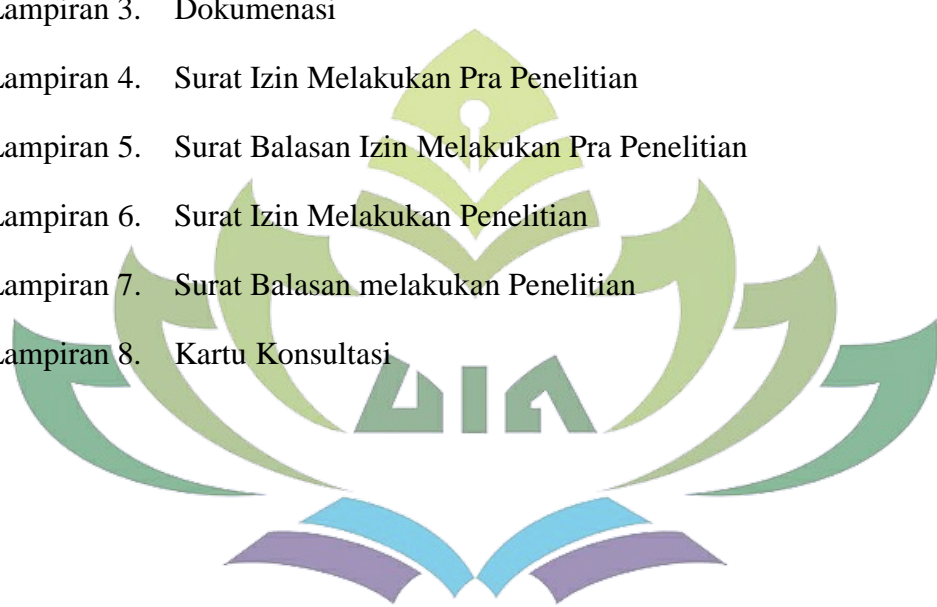 Lampiran 3. Dokumenasi
Lampiran 4. Surat Izin Melakukan Pra Penelitian
Lampiran 5. Surat Balasan Izin Melakukan Pra Penelitian
Lampiran 6. Surat Izin Melakukan Penelitian
Lampiran 7. Surat Balasan melakukan Penelitian
Lampiran 8. Kartu Konsultasi
UIN